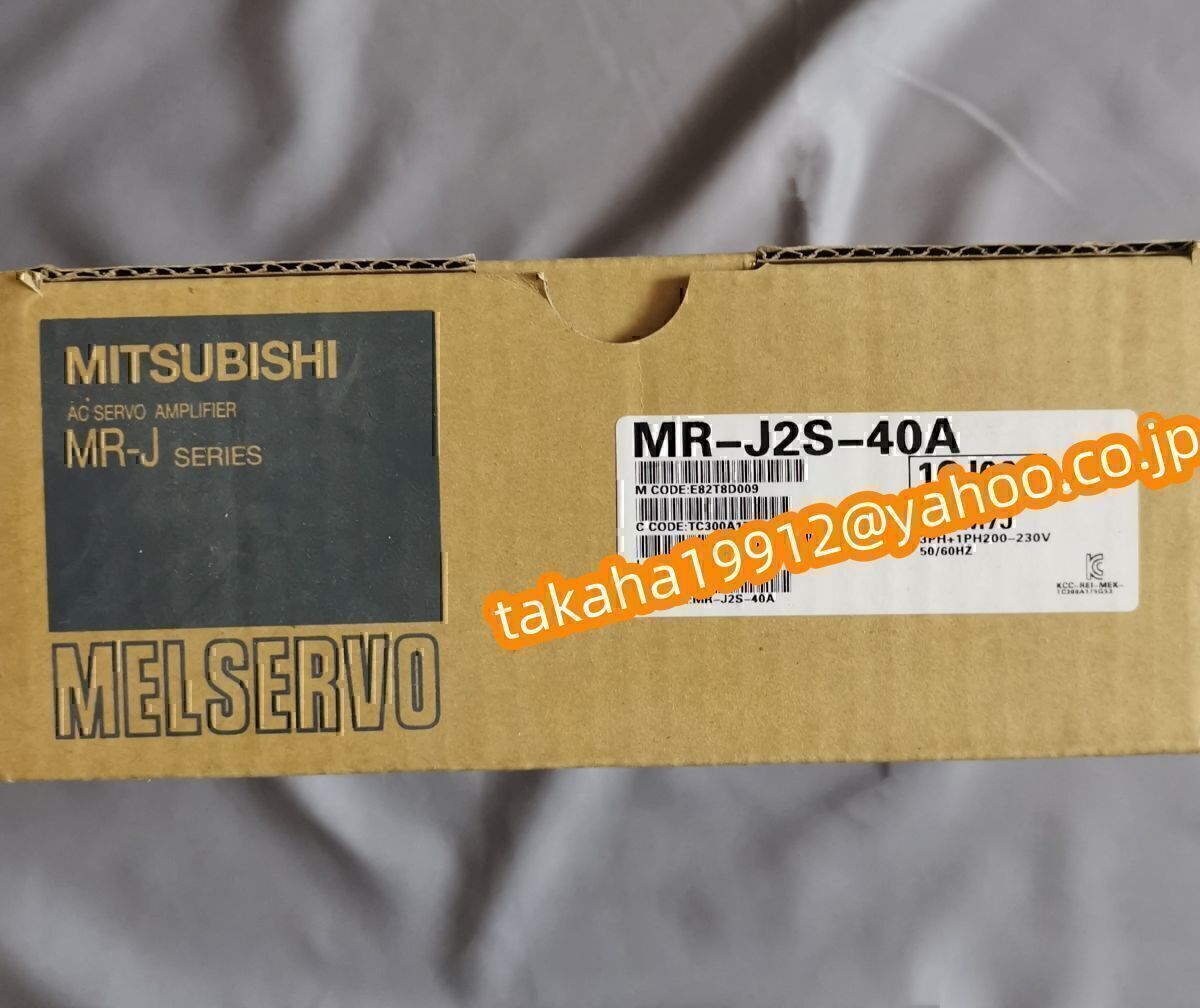 MITSUBISHI
AC SERVO AMPLIFIER
MR-J SERIES
MELSERVO
MR-J2S-40A
M CODE:E82T8D009
C CODE:TC300A1
3PH+1PH200-230V
50/60HZ
MR-J2S-40A
KCC-REI-MEK-
TC300A175G53
takaha19912@yahoo.co.jp